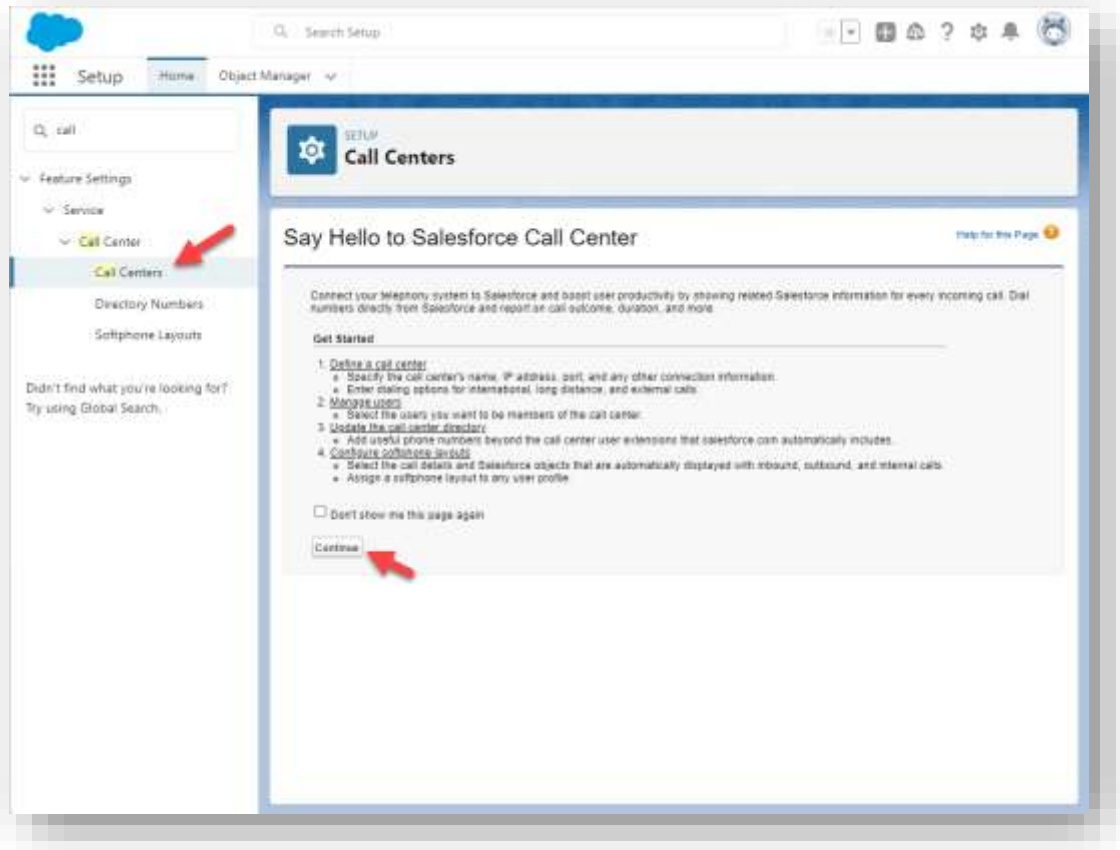 Search Setup
Setup Home Object Manager
call
Feature Settings
Service
Call Center
Call Centers
Directory Numbers
Softphone Layouts
Didn't find what you're looking for?
Try using Global Search.
SETUP
Call Centers
Say Hello to Salesforce Call Center
Help for this Page
Connect your telephony system to Salesforce and boost user productivity by showing related Salesforce information for every incoming call. Dial
numbers directly from Salesforce and report on call outcome, duration, and more.
Get Started
1. Define a call center
Specify the call center's name, IP address, port, and any other connection information.
Enter dialing options for international, long distance, and external calls.
2. Manage users
Select the users you want to be members of the call center.
3. Update the call center directory
Add useful phone numbers beyond the call center user extensions that salesforce.com automatically includes.
4. Configure softphone layouts
Select the call details and Salesforce objects that are automatically displayed with inbound, outbound, and internal calls.
Assign a softphone layout to any user profile.
Don't show me this page again
Continue